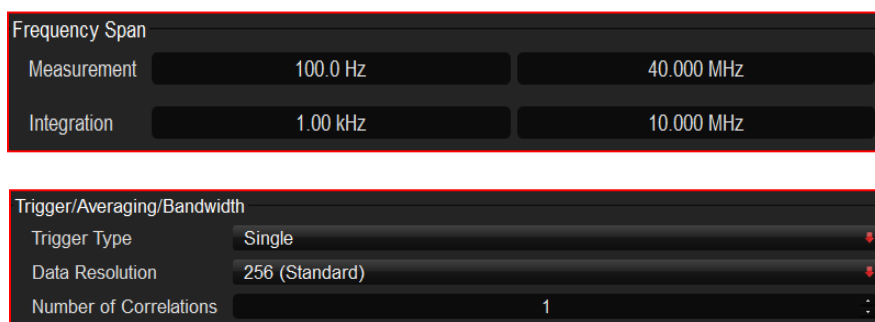 Frequency Span
Measurement 100.0 Hz 40.000 MHz
Integration 1.00 kHz 10.000 MHz
Trigger/Averaging/Bandwidth
Trigger Type Single
Data Resolution 256 (Standard)
Number of Correlations 1